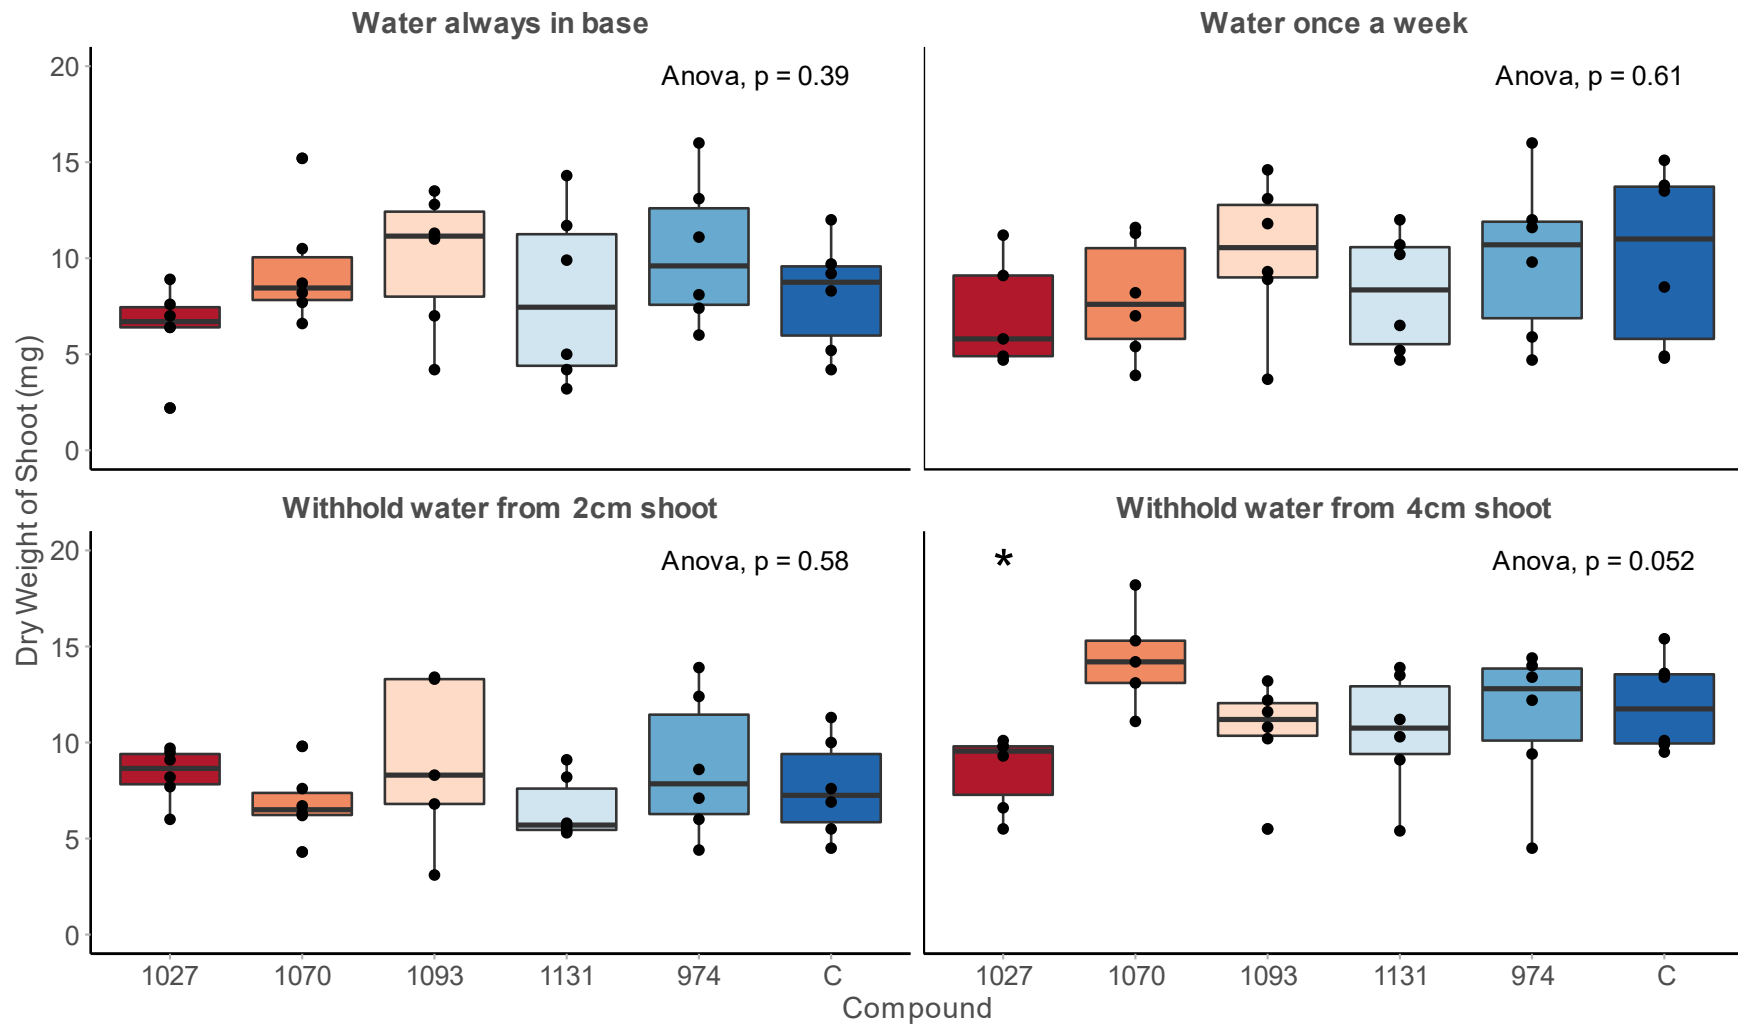 Water always in base
Water once a week
Anova, p = 0.39
Anova, p = 0.61
20
15
10
5
0
Withhold water from 2cm shoot
Withhold water from 4cm shoot
Anova, p = 0.58
*
Anova, p = 0.052
20
15
10
5
0
Dry Weight of Shoot (mg)
1027 1070 1093 1131 974 C
1027 1070 1093 1131 974 C
Compound